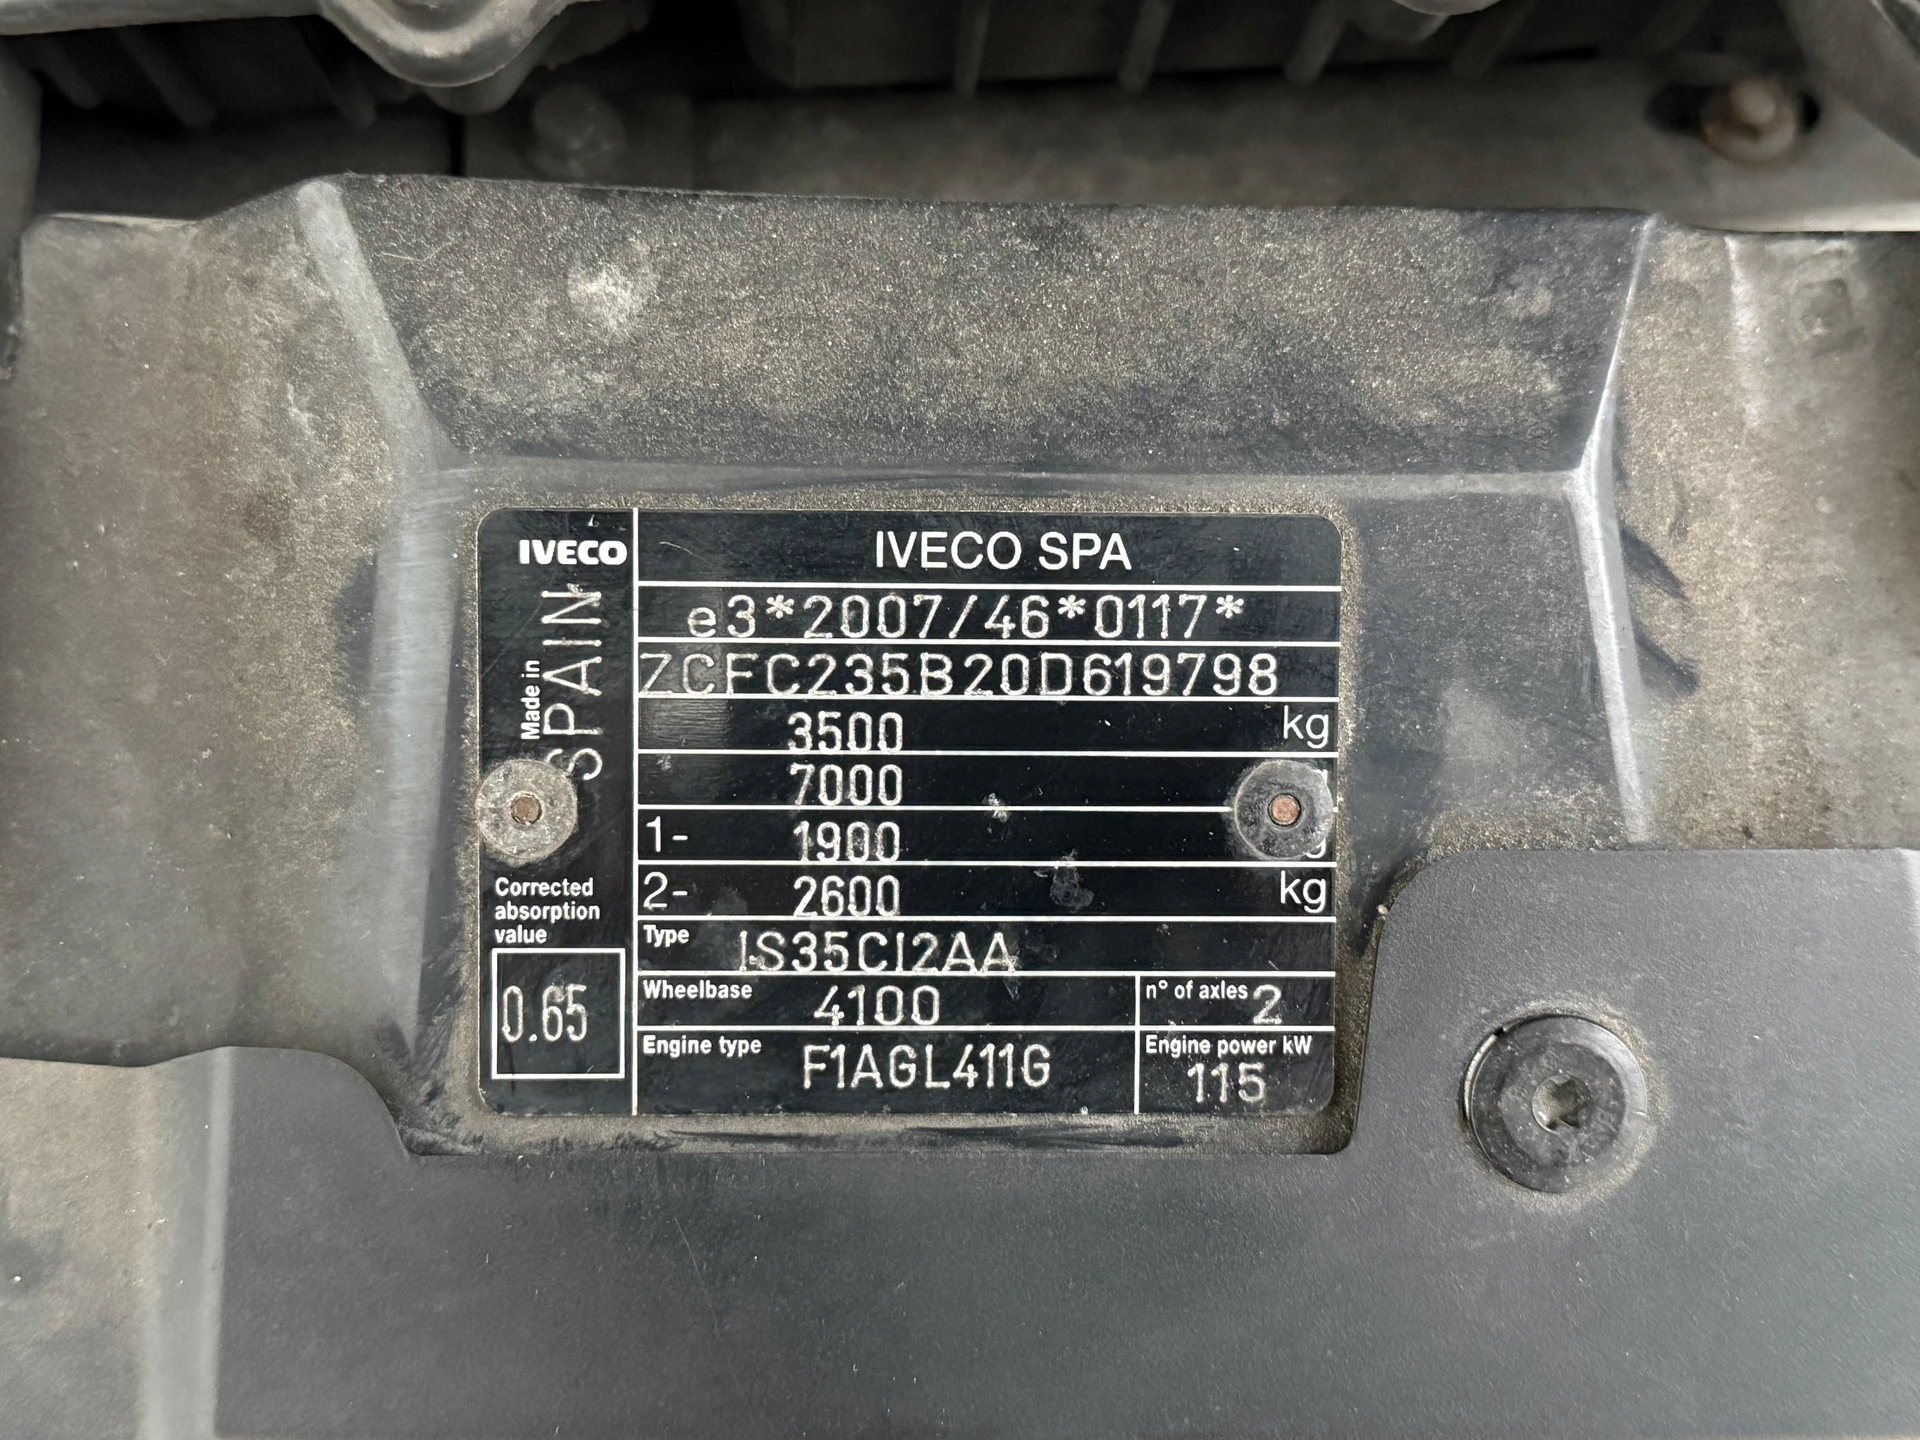 IVECO
Made in
SPAIN
Corrected
absorption
value
0.65
IVECO SPA
e3*2007/46*0117*
ZCFC235B20D619798
3500 kg
7000
1- 1900
2- 2600 kg
Type IS35CI2AA
Wheelbase 4100 n° of axles 2
Engine type F1AGL411G Engine power kW
115